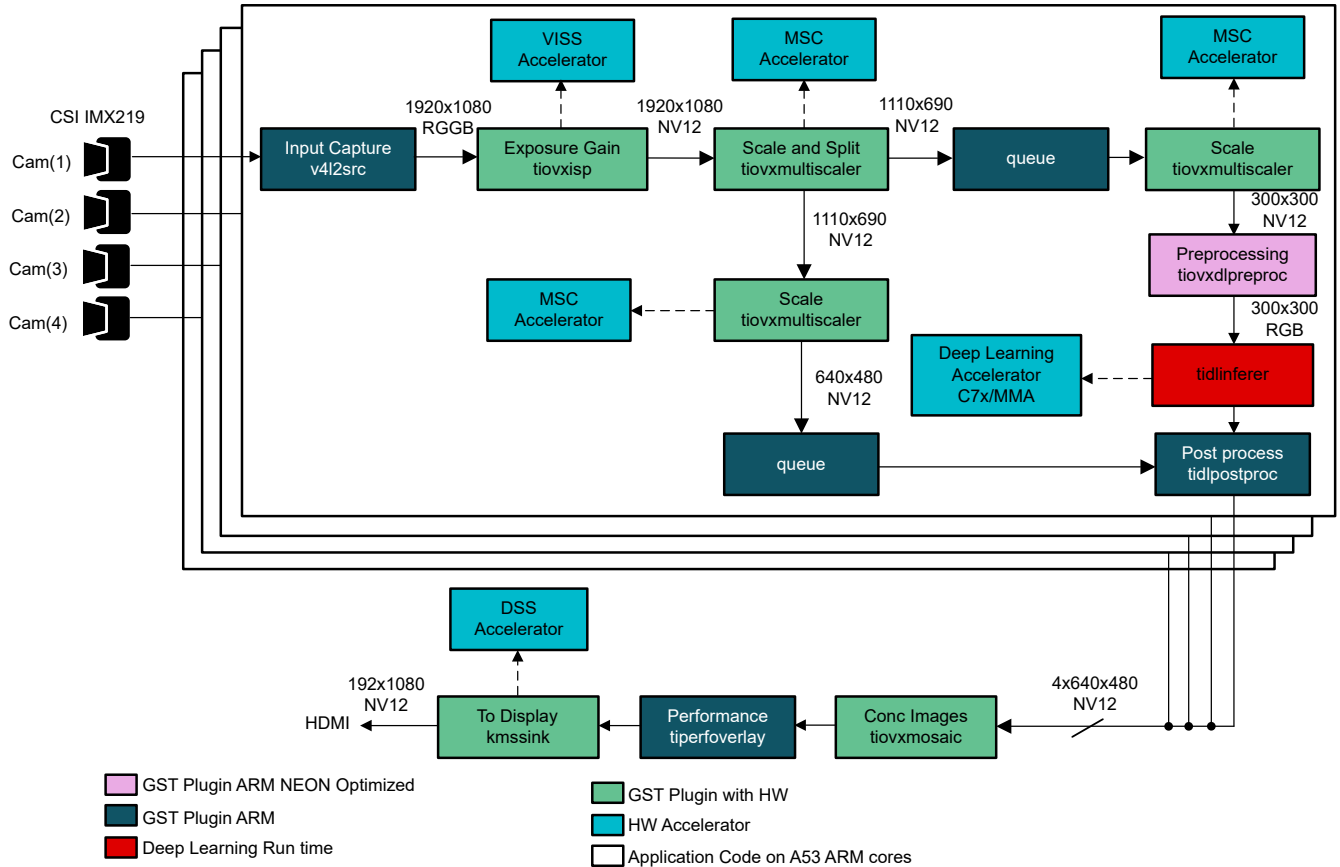 VISS
Accelerator
MSC
Accelerator
MSC
Accelerator
CSI IMX219
1920x1080
RGGB
1920x1080
NV12
1110x690
NV12
Cam(1)
Cam(2)
Cam(3)
Cam(4)
Input Capture
v4l2src
Exposure Gain
tiovxisp
Scale and Split
tiovxmultiscaler
queue
Scale
tiovxmultiscaler
1110x690
NV12
300x300
NV12
Preprocessing
tiovxdlpreproc
MSC
Accelerator
Scale
tiovxmultiscaler
300x300
RGB
Deep Learning
Accelerator
C7x/MMA
tidlinferer
640x480
NV12
queue
Post process
tidlpostproc
DSS
Accelerator
192x1080
NV12
4x640x480
NV12
HDMI
To Display
kmssink
Performance
tiperfoverlay
Conc Images
tiovxmosaic
GST Plugin ARM NEON Optimized
GST Plugin ARM
Deep Learning Run time
GST Plugin with HW
HW Accelerator
Application Code on A53 ARM cores